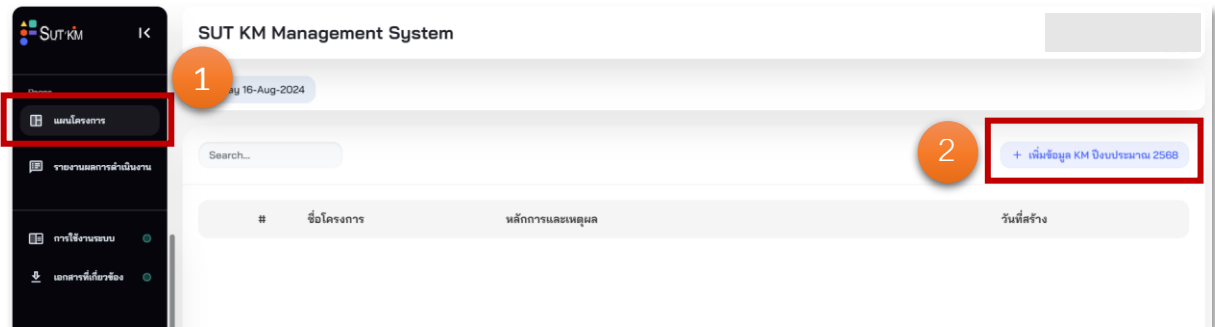 SUT KM
SUT KM Management System
1
ay 16-Aug-2024
แผนโครงการ
Search...
2
+ เพิ่มข้อมูล KM ปีงบประมาณ 2568
รายงานผลการดำเนินงาน
# ชื่อโครงการ หลักการและเหตุผล วันที่สร้าง
การใช้งานระบบ
เอกสารที่เกี่ยวข้อง